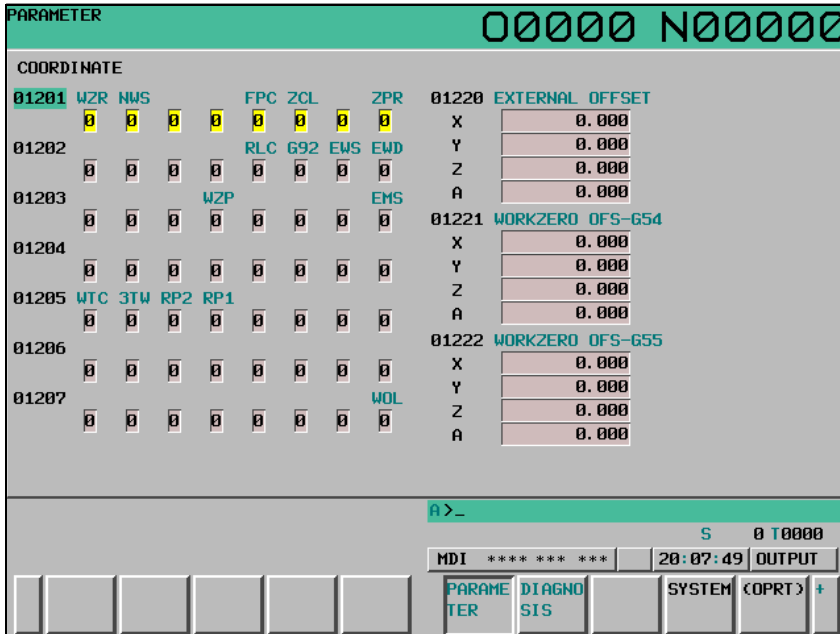 PARAMETER O0000 N00000
COORDINATE
01201 WZR NWS FPC ZCL ZPR
0 0 0 0 0 0 0 0
01202 RLC G92 EWS EWD
0 0 0 0 0 0 0 0
01203 WZP EMS
0 0 0 0 0 0 0 0
01204
0 0 0 0 0 0 0 0
01205 WTC 3TW RP2 RP1
0 0 0 0 0 0 0 0
01206
0 0 0 0 0 0 0 0
01207 WOL
0 0 0 0 0 0 0 0
01220 EXTERNAL OFFSET
X 0.000
Y 0.000
Z 0.000
A 0.000
01221 WORKZERO OFS-G54
X 0.000
Y 0.000
Z 0.000
A 0.000
01222 WORKZERO OFS-G55
X 0.000
Y 0.000
Z 0.000
A 0.000
A>_
S 0 T0000
MDI **** *** *** 20:07:49 OUTPUT
PARAME
TER
DIAGNO
SIS
SYSTEM
(OPRT)
+